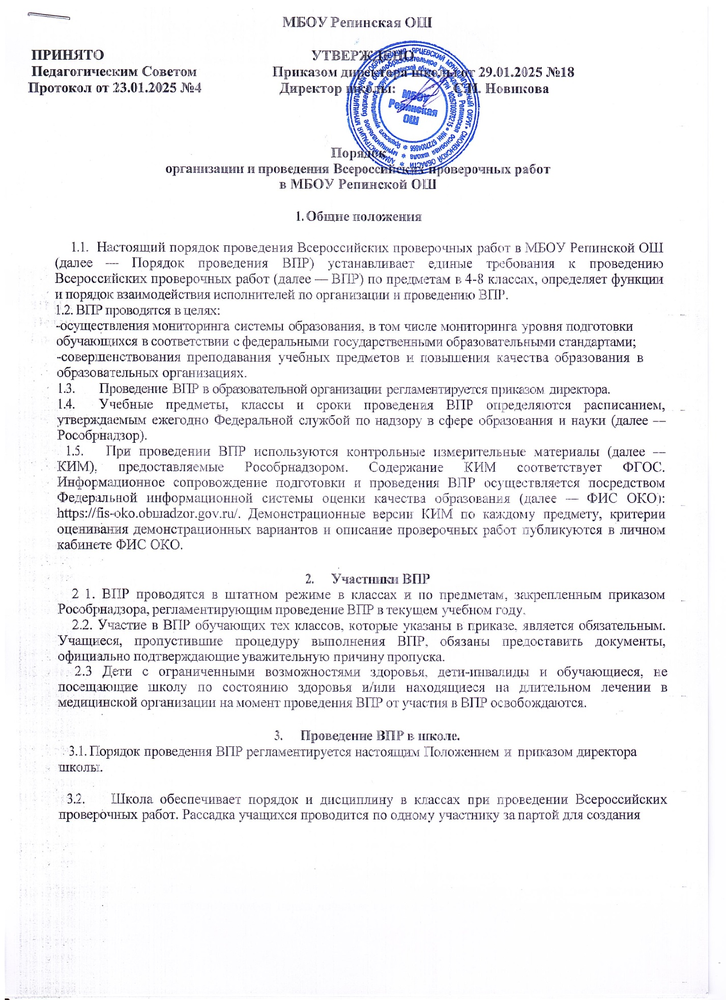 МБОУ Репинская ОШ
ПРИНЯТО
Педагогическим Советом
Протокол от 23.01.2025 №4
УТВЕРЖДЕНО
Приказом директора школы от 29.01.2025 №18
Директор школы: С.И. Новикова
МБОУ
Репинская
ОШ
Порядок
организации и проведения Всероссийских проверочных работ
в МБОУ Репинской ОШ
1. Общие положения
1.1. Настоящий порядок проведения Всероссийских проверочных работ в МБОУ Репинской ОШ
(далее — Порядок проведения ВПР) устанавливает единые требования к проведению
Всероссийских проверочных работ (далее — ВПР) по предметам в 4-8 классах, определяет функции
и порядок взаимодействия исполнителей по организации и проведению ВПР.
1.2. ВПР проводятся в целях:
-осуществления мониторинга системы образования, в том числе мониторинга уровня подготовки
обучающихся в соответствии с федеральными государственными образовательными стандартами;
-совершенствования преподавания учебных предметов и повышения качества образования в
образовательных организациях.
1.3. Проведение ВПР в образовательной организации регламентируется приказом директора.
1.4. Учебные предметы, классы и сроки проведения ВПР определяются расписанием,
утверждаемым ежегодно Федеральной службой по надзору в сфере образования и науки (далее —
Рособрнадзор).
1.5. При проведении ВПР используются контрольные измерительные материалы (далее —
КИМ), предоставляемые Рособрнадзором. Содержание КИМ соответствует ФГОС.
Информационное сопровождение подготовки и проведения ВПР осуществляется посредством
Федеральной информационной системы оценки качества образования (далее — ФИС ОКО):
https://fis-oko.obrnadzor.gov.ru/. Демонстрационные версии КИМ по каждому предмету, критерии
оценивания демонстрационных вариантов и описание проверочных работ публикуются в личном
кабинете ФИС ОКО.
2. Участники ВПР
2 1. ВПР проводятся в штатном режиме в классах и по предметам, закрепленным приказом
Рособрнадзора, регламентирующим проведение ВПР в текущем учебном году.
2.2. Участие в ВПР обучающих тех классов, которые указаны в приказе, является обязательным.
Учащиеся, пропустившие процедуру выполнения ВПР, обязаны предоставить документы,
официально подтверждающие уважительную причину пропуска.
2.3 Дети с ограниченными возможностями здоровья, дети-инвалиды и обучающиеся, не
посещающие школу по состоянию здоровья и/или находящиеся на длительном лечении в
медицинской организации на момент проведения ВПР от участия в ВПР освобождаются.
3. Проведение ВПР в школе.
3.1. Порядок проведения ВПР регламентируется настоящим Положением и приказом директора
школы.
3.2. Школа обеспечивает порядок и дисциплину в классах при проведении Всероссийских
проверочных работ. Рассадка учащихся проводится по одному участнику за партой для создания